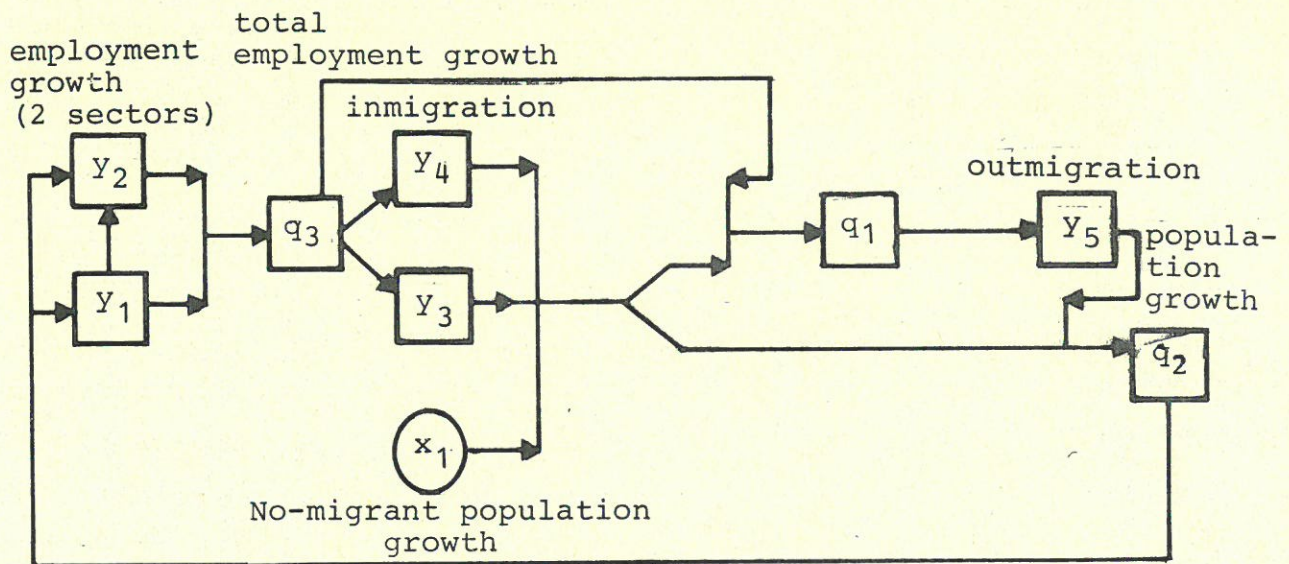 total
employment growth
employment
growth
(2 sectors)
inmigration
y2
y4
outmigration
q3
q1
y5
popula-
tion
growth
y1
y3
q2
x1
No-migrant population
growth